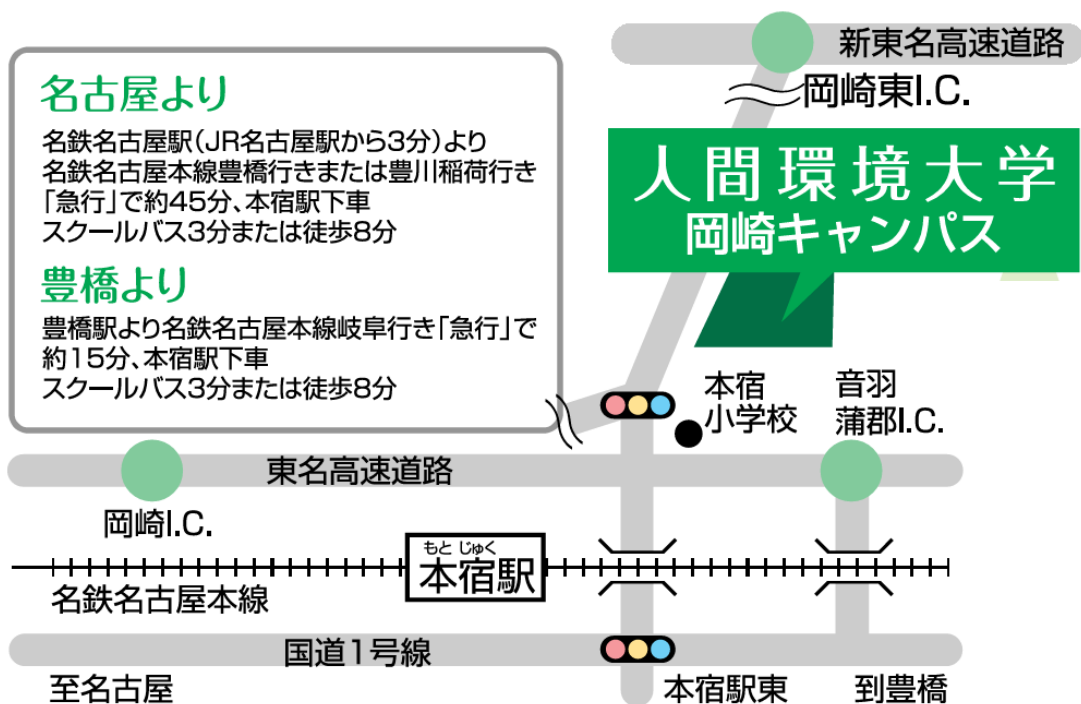 新東名高速道路
岡崎東I.C.
名古屋より
名鉄名古屋駅(JR名古屋駅から3分)より
名鉄名古屋本線豊橋行きまたは豊川稲荷行き
「急行」で約45分、本宿駅下車
スクールバス3分または徒歩8分
豊橋より
豊橋駅より名鉄名古屋本線岐阜行き「急行」で
約15分、本宿駅下車
スクールバス3分または徒歩8分
人間環境大学
岡崎キャンパス
本宿
小学校
音羽
蒲郡I.C.
東名高速道路
岡崎I.C.
もと じゅく
本宿駅
名鉄名古屋本線
国道1号線
至名古屋
本宿駅東
到豊橋